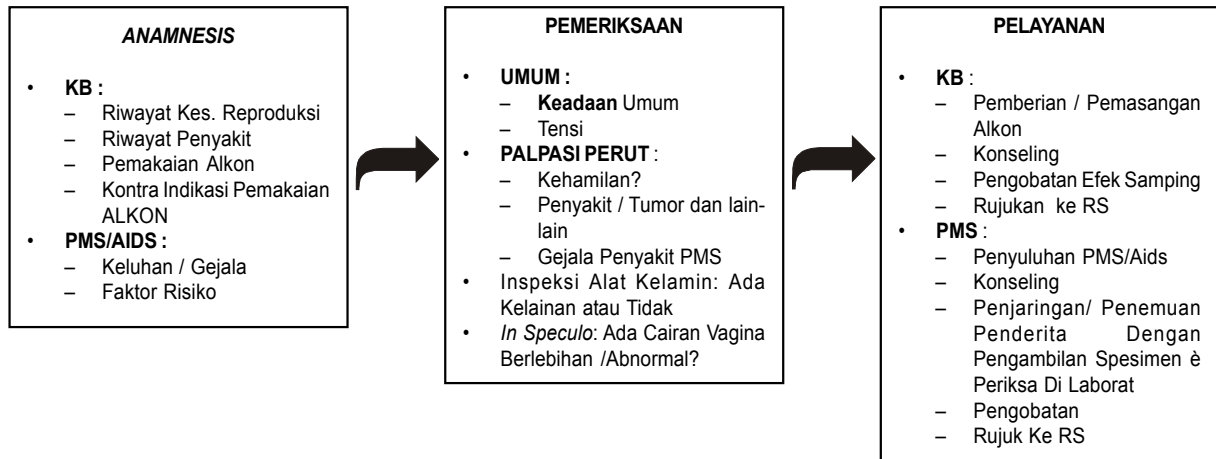 ANAMNESIS
• KB :
– Riwayat Kes. Reproduksi
– Riwayat Penyakit
– Pemakaian Alkon
– Kontra Indikasi Pemakaian
ALKON
• PMS/AIDS :
– Keluhan / Gejala
– Faktor Risiko
PEMERIKSAAN
• UMUM :
– Keadaan Umum
– Tensi
• PALPASI PERUT :
– Kehamilan?
– Penyakit / Tumor dan lain-
lain
– Gejala Penyakit PMS
• Inspeksi Alat Kelamin: Ada
Kelainan atau Tidak
• In Speculo: Ada Cairan Vagina
Berlebihan /Abnormal?
PELAYANAN
• KB :
– Pemberian / Pemasangan
Alkon
– Konseling
– Pengobatan Efek Samping
– Rujukan ke RS
• PMS :
– Penyuluhan PMS/Aids
– Konseling
– Penjaringan/ Penemuan
Penderita Dengan
Pengambilan Spesimen è
Periksa Di Laborat
– Pengobatan
– Rujuk Ke RS